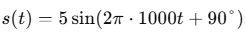 s(t) = 5 sin(2π · 1000t + 90°)